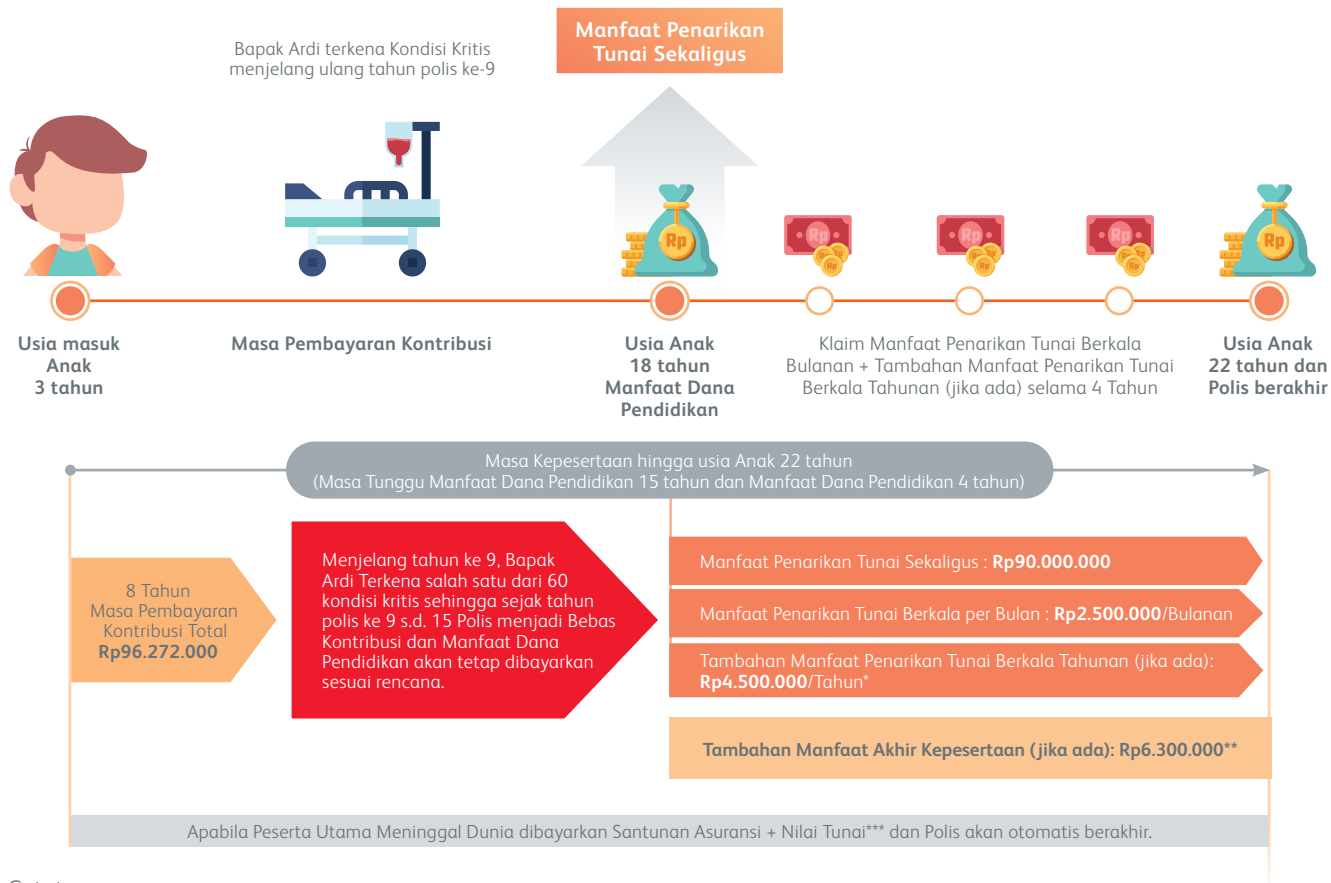 Bapak Ardi terkena Kondisi Kritis
menjelang ulang tahun polis ke-9
Manfaat Penarikan
Tunai Sekaligus
Rp
Rp
Rp
Rp
Rp
Rp
Rp
Rp
Usia masuk
Anak
3 tahun
Masa Pembayaran Kontribusi
Usia Anak
18 tahun
Manfaat Dana
Pendidikan
Klaim Manfaat Penarikan Tunai Berkala
Bulanan + Tambahan Manfaat Penarikan Tunai
Berkala Tahunan (jika ada) selama 4 Tahun
Usia Anak
22 tahun dan
Polis berakhir
Masa Kepesertaan hingga usia Anak 22 tahun
(Masa Tunggu Manfaat Dana Pendidikan 15 tahun dan Manfaat Dana Pendidikan 4 tahun)
8 Tahun
Masa Pembayaran
Kontribusi Total
Rp96.272.000
Menjelang tahun ke 9, Bapak
Ardi Terkena salah satu dari 60
kondisi kritis sehingga sejak tahun
polis ke 9 s.d. 15 Polis menjadi Bebas
Kontribusi dan Manfaat Dana
Pendidikan akan tetap dibayarkan
sesuai rencana.
Manfaat Penarikan Tunai Sekaligus : Rp90.000.000
Manfaat Penarikan Tunai Berkala per Bulan : Rp2.500.000/Bulanan
Tambahan Manfaat Penarikan Tunai Berkala Tahunan (jika ada):
Rp4.500.000/Tahun*
Tambahan Manfaat Akhir Kepesertaan (jika ada): Rp6.300.000**
Apabila Peserta Utama Meninggal Dunia dibayarkan Santunan Asuransi + Nilai Tunai*** dan Polis akan otomatis berakhir.